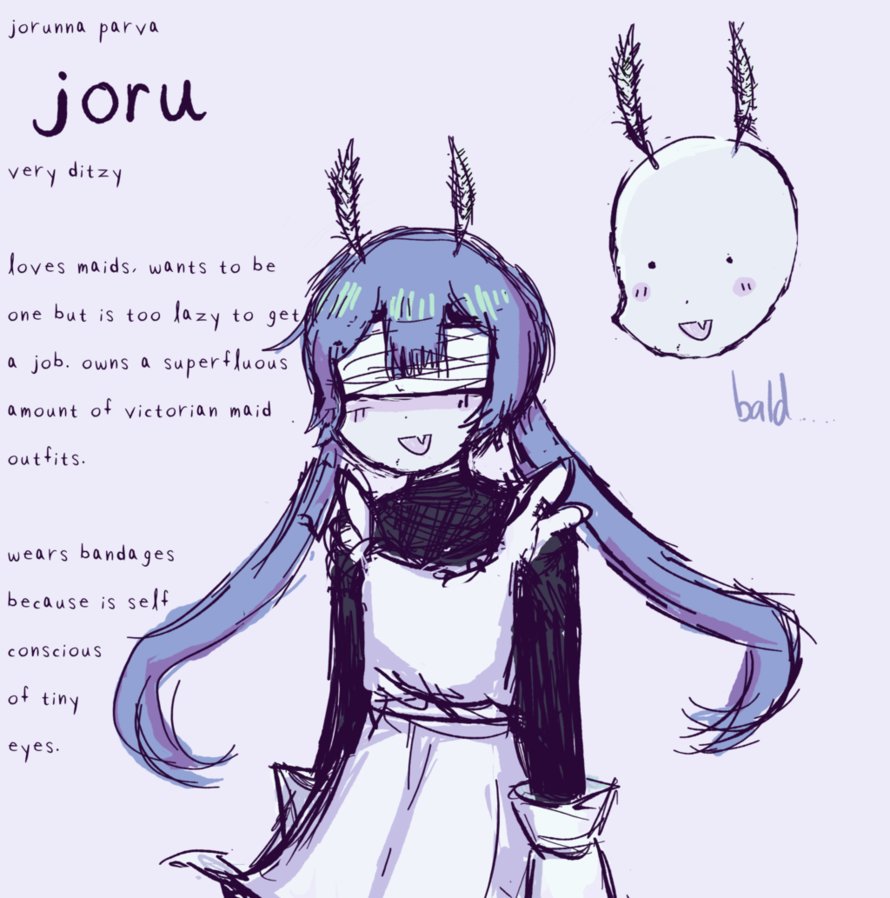 jorunna parva
joru
very ditzy
loves maids. wants to be
one but is too lazy to get
a job. owns a superfluous
amount of victorian maid
outfits.
wears bandages
because is self
conscious
of tiny
eyes.
bald....